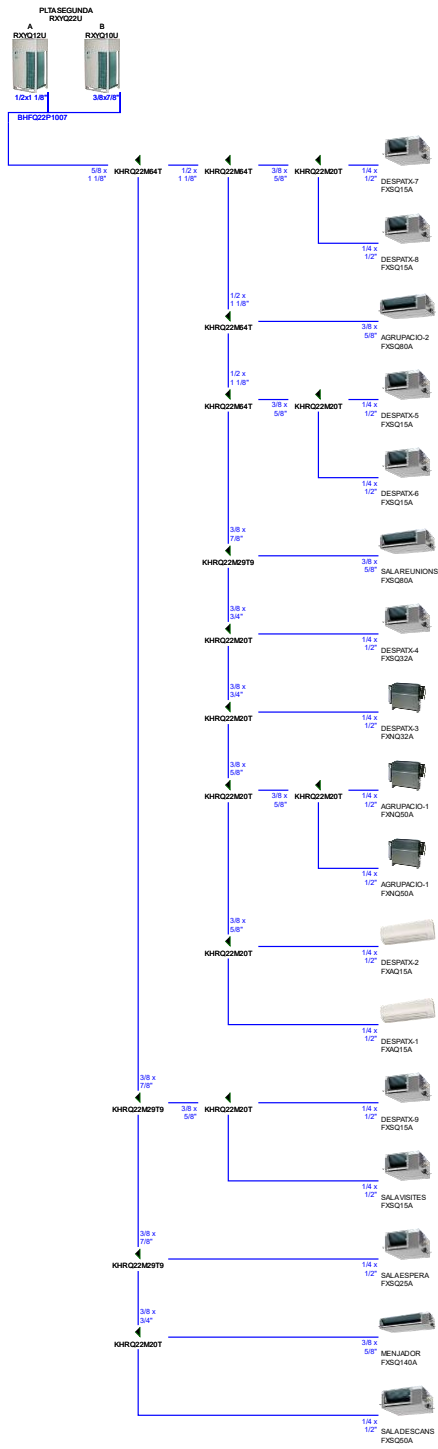 PLTASEGUNDA
RXYQ22U
A
RXYQ12U
B
RXYQ10U
1/2x1 1/8"
3/8x7/8"
BHFQ22P1007
5/8 x
1 1/8"
KHRQ22M64T
1/2 x
1 1/8"
KHRQ22M64T
3/8 x
5/8"
KHRQ22M20T
1/4 x
1/2"
DESPATX-7
FXSQ15A
1/4 x
1/2"
DESPATX-8
FXSQ15A
1/2 x
1 1/8"
KHRQ22M64T
3/8 x
5/8"
AGRUPACIO-2
FXSQ80A
1/2 x
1 1/8"
KHRQ22M64T
3/8 x
5/8"
KHRQ22M20T
1/4 x
1/2"
DESPATX-5
FXSQ15A
1/4 x
1/2"
DESPATX-6
FXSQ15A
3/8 x
7/8"
KHRQ22M29T9
3/8 x
5/8"
SALAREUNIONS
FXSQ80A
3/8 x
3/4"
KHRQ22M20T
1/4 x
1/2"
DESPATX-4
FXSQ32A
3/8 x
3/4"
KHRQ22M20T
1/4 x
1/2"
DESPATX-3
FXNQ32A
3/8 x
5/8"
KHRQ22M20T
3/8 x
5/8"
KHRQ22M20T
1/4 x
1/2"
AGRUPACIO-1
FXNQ50A
1/4 x
1/2"
AGRUPACIO-1
FXNQ50A
3/8 x
5/8"
KHRQ22M20T
1/4 x
1/2"
DESPATX-2
FXAQ15A
1/4 x
1/2"
DESPATX-1
FXAQ15A
3/8 x
7/8"
KHRQ22M29T9
3/8 x
5/8"
KHRQ22M20T
1/4 x
1/2"
DESPATX-9
FXSQ15A
1/4 x
1/2"
SALAVISITES
FXSQ15A
3/8 x
7/8"
KHRQ22M29T9
1/4 x
1/2"
SALAESPERA
FXSQ25A
3/8 x
3/4"
KHRQ22M20T
3/8 x
5/8"
MENJADOR
FXSQ140A
1/4 x
1/2"
SALADESCANS
FXSQ50A